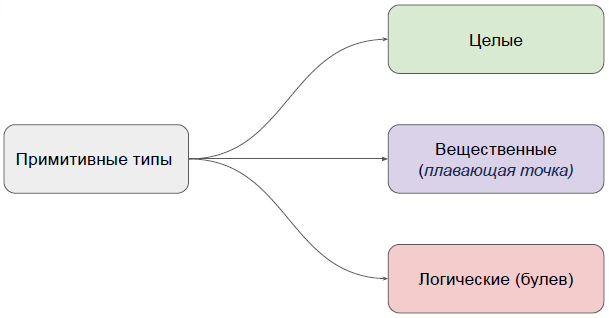 Целые
Примитивные типы
Вещественные
(плавающая точка)
Логические (булев)